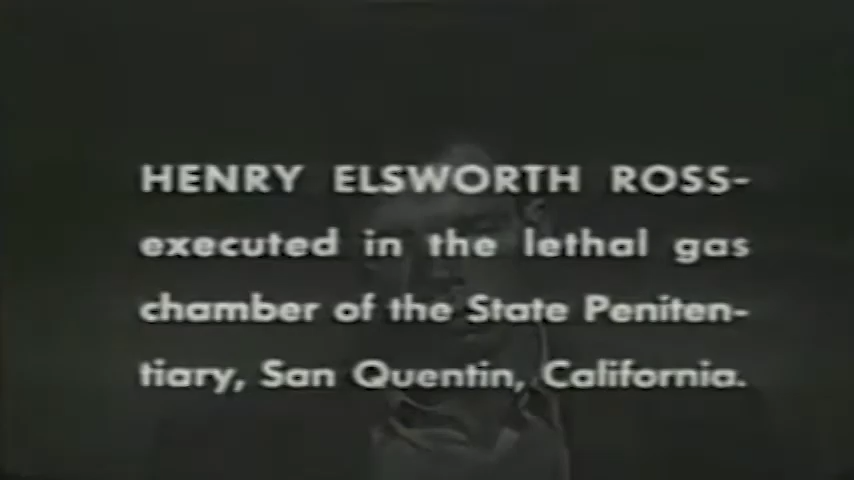 HENRY ELSWORTH ROSS-
executed in the lethal gas
chamber of the State Peniten-
tiary, San Quentin, California.